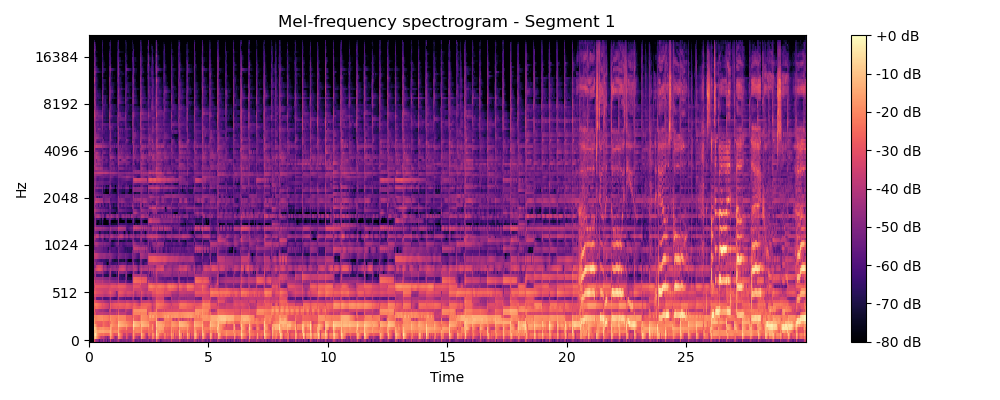 Mel-frequency spectrogram - Segment 1
Hz
16384
8192
4096
2048
1024
512
0
0 5 10 15 20 25
Time
+0 dB
-10 dB
-20 dB
-30 dB
-40 dB
-50 dB
-60 dB
-70 dB
-80 dB